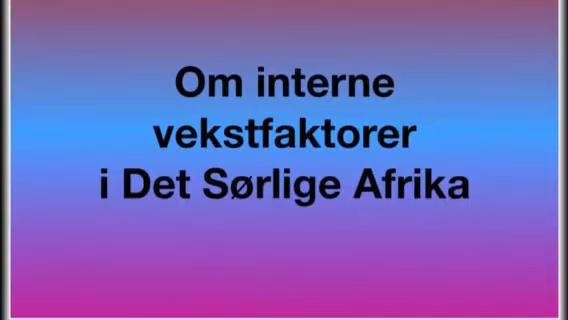 Om interne
vekstfaktorer
i Det Sørlige Afrika